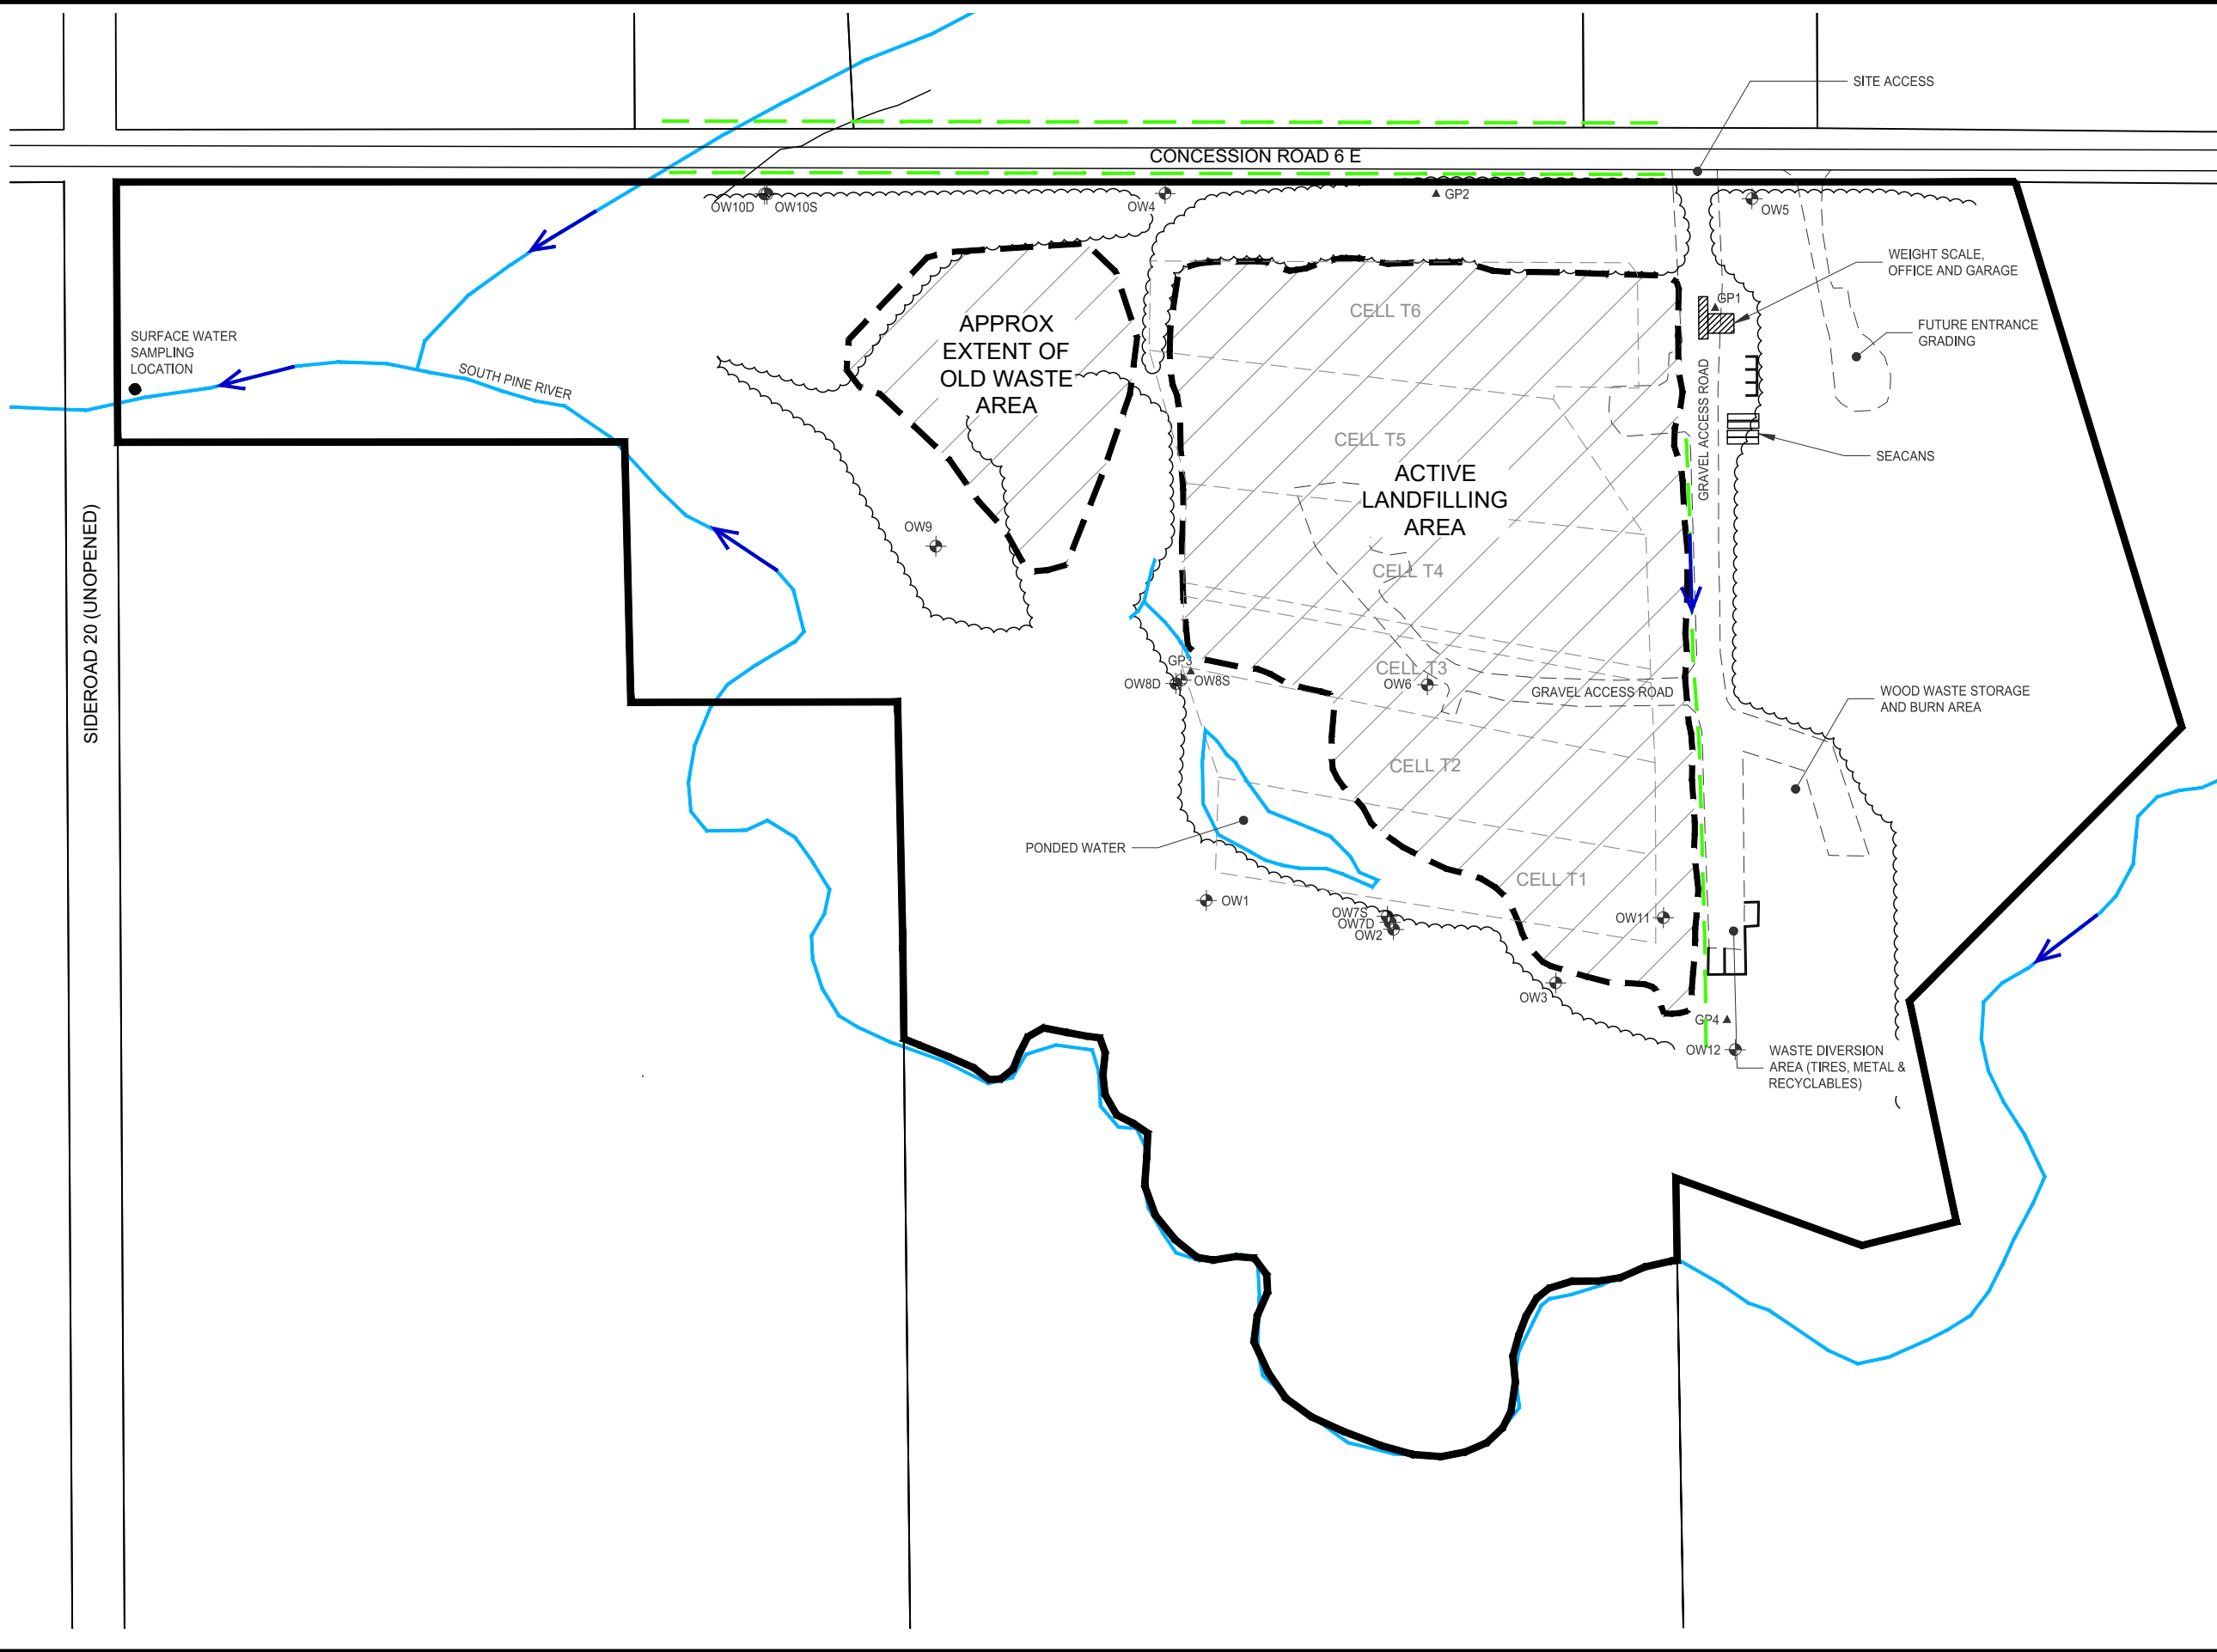 SITE ACCESS
CONCESSION ROAD 6 E
OW10D
OW10S
OW4
GP2
OW5
WEIGHT SCALE,
OFFICE AND GARAGE
GP1
FUTURE ENTRANCE
GRADING
SURFACE WATER
SAMPLING
LOCATION
SOUTH PINE RIVER
APPROX
EXTENT OF
OLD WASTE
AREA
CELL T6
CELL T5
ACTIVE
LANDFILLING
AREA
GRAVEL ACCESS ROAD
SEACANS
SIDEROAD 20 (UNOPENED)
OW9
CELL T4
GP3
OW8D
OW8S
CELL T3
OW6
GRAVEL ACCESS ROAD
WOOD WASTE STORAGE
AND BURN AREA
CELL T2
PONDED WATER
CELL T1
OW1
OW7S
OW7D
OW2
OW11
OW3
GP4
OW12
WASTE DIVERSION
AREA (TIRES, METAL &
RECYCLABLES)